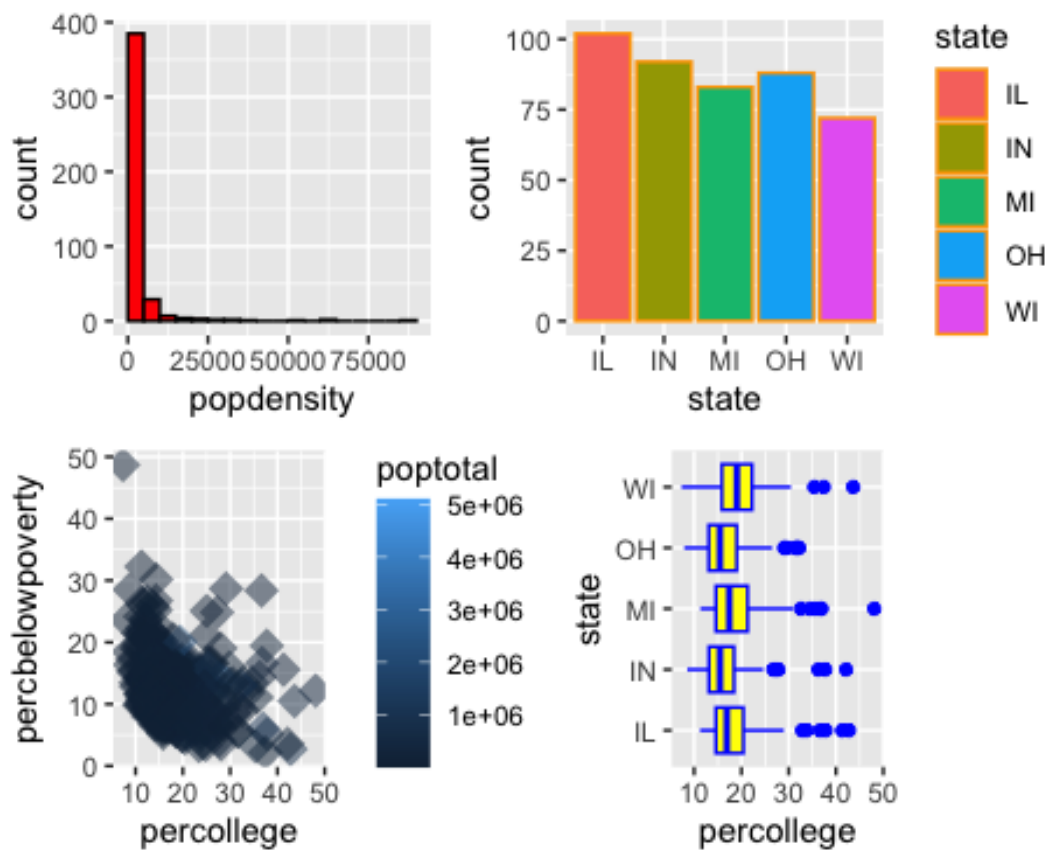 400
300
200
100
0
count
0 25000 50000 75000
popdensity
100
75
50
25
0
count
IL IN MI OH WI
state
state
IL
IN
MI
OH
WI
50
40
30
20
10
0
percbelowpoverty
10 20 30 40 50
percollege
poptotal
5e+06
4e+06
3e+06
2e+06
1e+06
WI
OH
MI
IN
IL
state
10 20 30 40 50
percollege